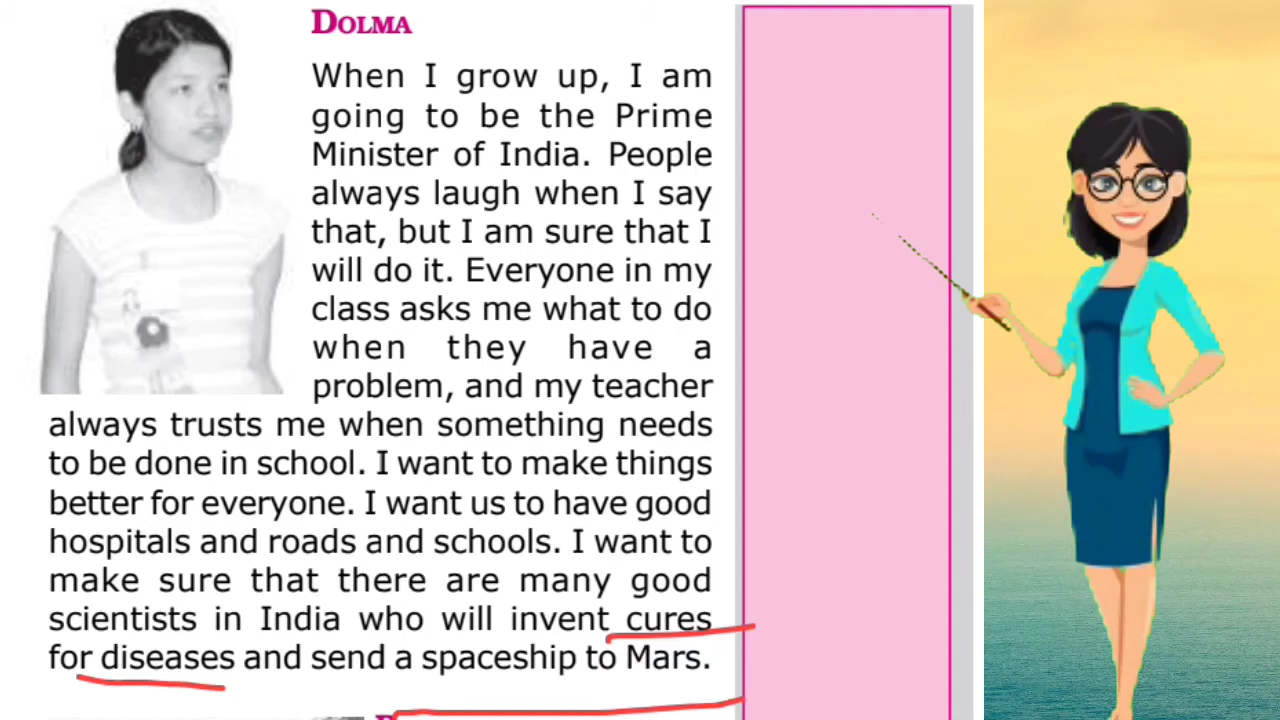 DOLMA
When I grow up, I am
going to be the Prime
Minister of India. People
always laugh when I say
that, but I am sure that I
will do it. Everyone in my
class asks me what to do
when they have a
problem, and my teacher
always trusts me when something needs
to be done in school. I want to make things
better for everyone. I want us to have good
hospitals and roads and schools. I want to
make sure that there are many good
scientists in India who will invent cures
for diseases and send a spaceship to Mars.